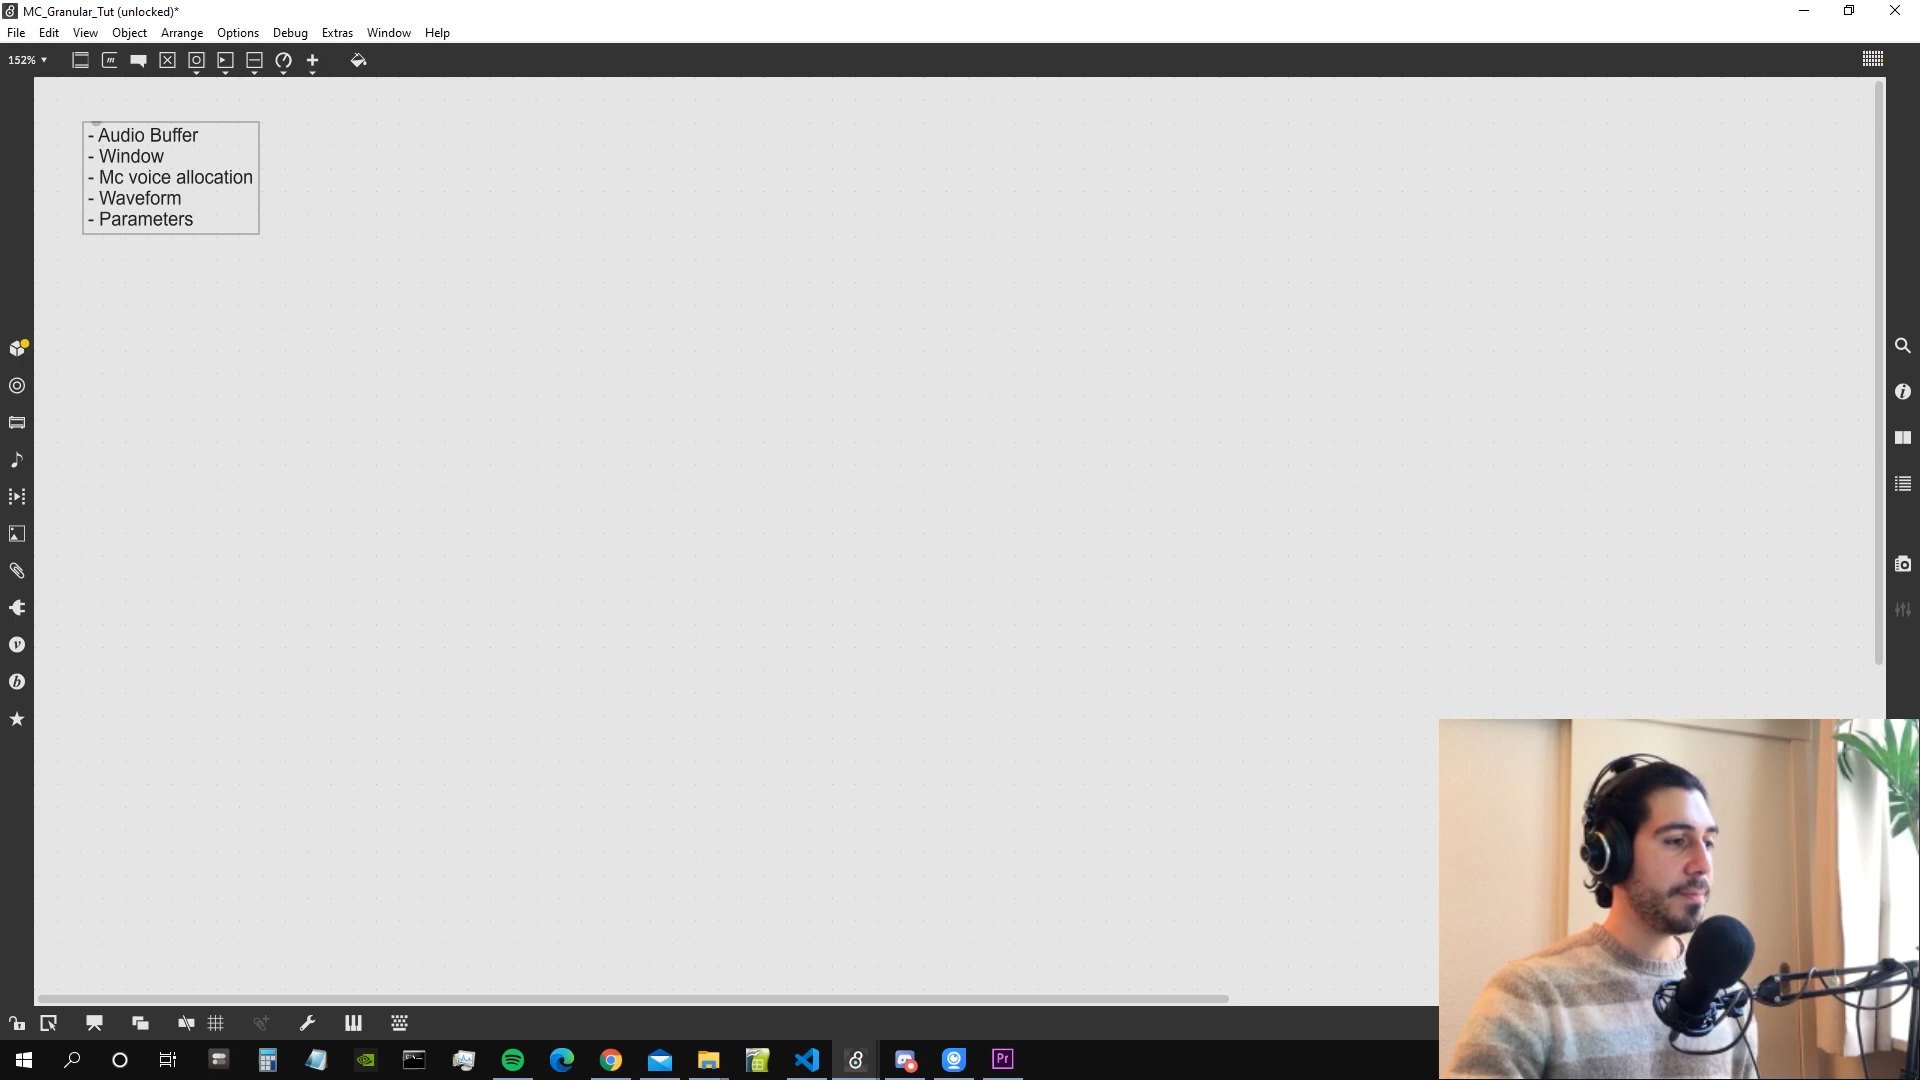 MC_Granular_Tut (unlocked)*
File Edit View Object Arrange Options Debug Extras Window Help
152%
- Audio Buffer
- Window
- Mc voice allocation
- Waveform
- Parameters
Pr